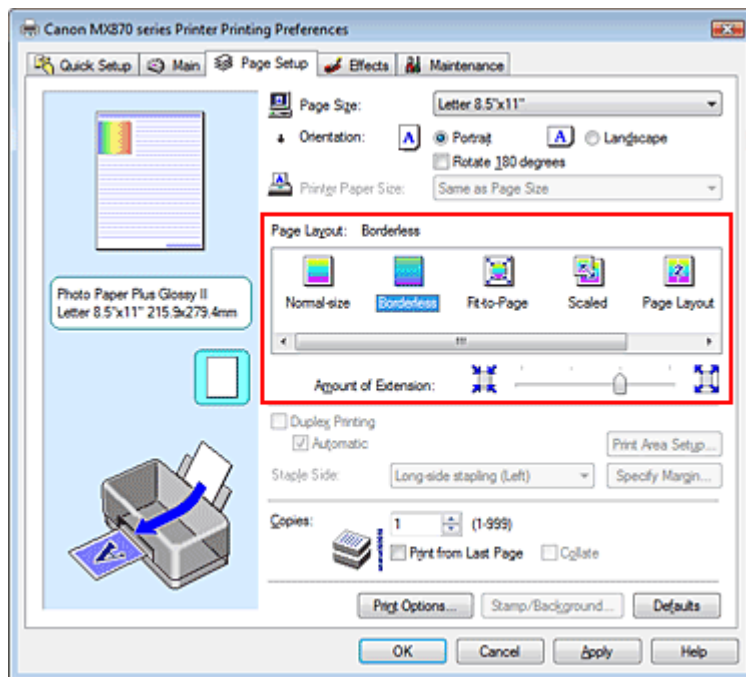 Canon MX870 series Printer Printing Preferences
Quick Setup Main Page Setup Effects Maintenance
Page Size: Letter 8.5"x11"
Orientation: A Portrait A Landscape
Rotate 180 degrees
Printer Paper Size: Same as Page Size
Page Layout: Borderless
Normal-size Borderless Fit-to-Page Scaled Page Layout
Amount of Extension:
Photo Paper Plus Glossy II
Letter 8.5"x11" 215.9x279.4mm
Duplex Printing
Automatic
Print Area Setup...
Staple Side: Long-side stapling (Left) Specify Margin...
Copies: 1 (1-999)
Print from Last Page Collate
Print Options... Stamp/Background... Defaults
OK Cancel Apply Help